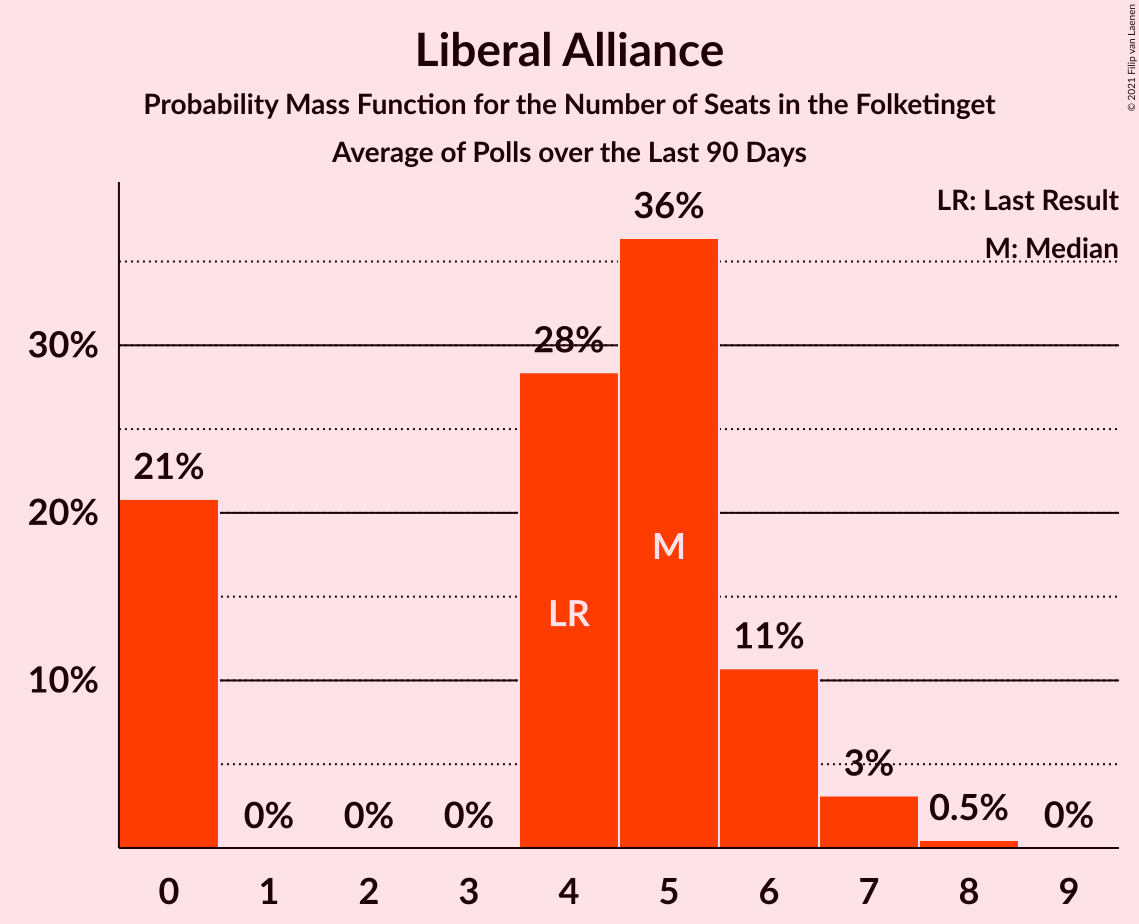 Liberal Alliance
Probability Mass Function for the Number of Seats in the Folketinget
Average of Polls over the Last 90 Days
© 2021 Filip van Laenen
LR: Last Result
M: Median
36%
30%
28%
21%
20%
M
LR
11%
10%
3%
0%
0%
0%
0.5%
0%
0 1 2 3 4 5 6 7 8 9